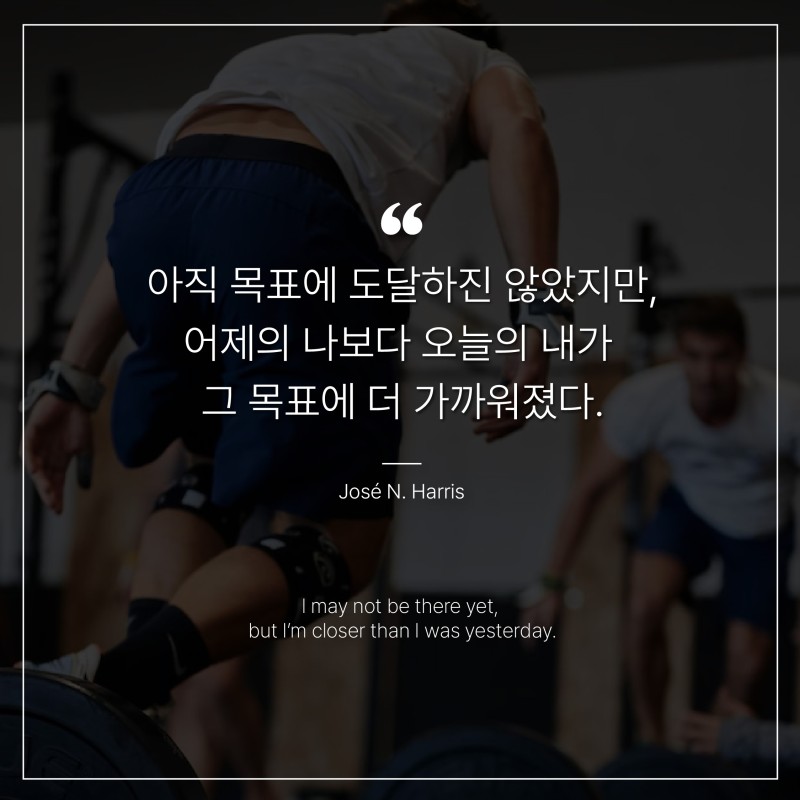 “
아직 목표에 도달하진 않았지만,
어제의 나보다 오늘의 내가
그 목표에 더 가까워졌다.
José N. Harris
I may not be there yet,
but I’m closer than I was yesterday.